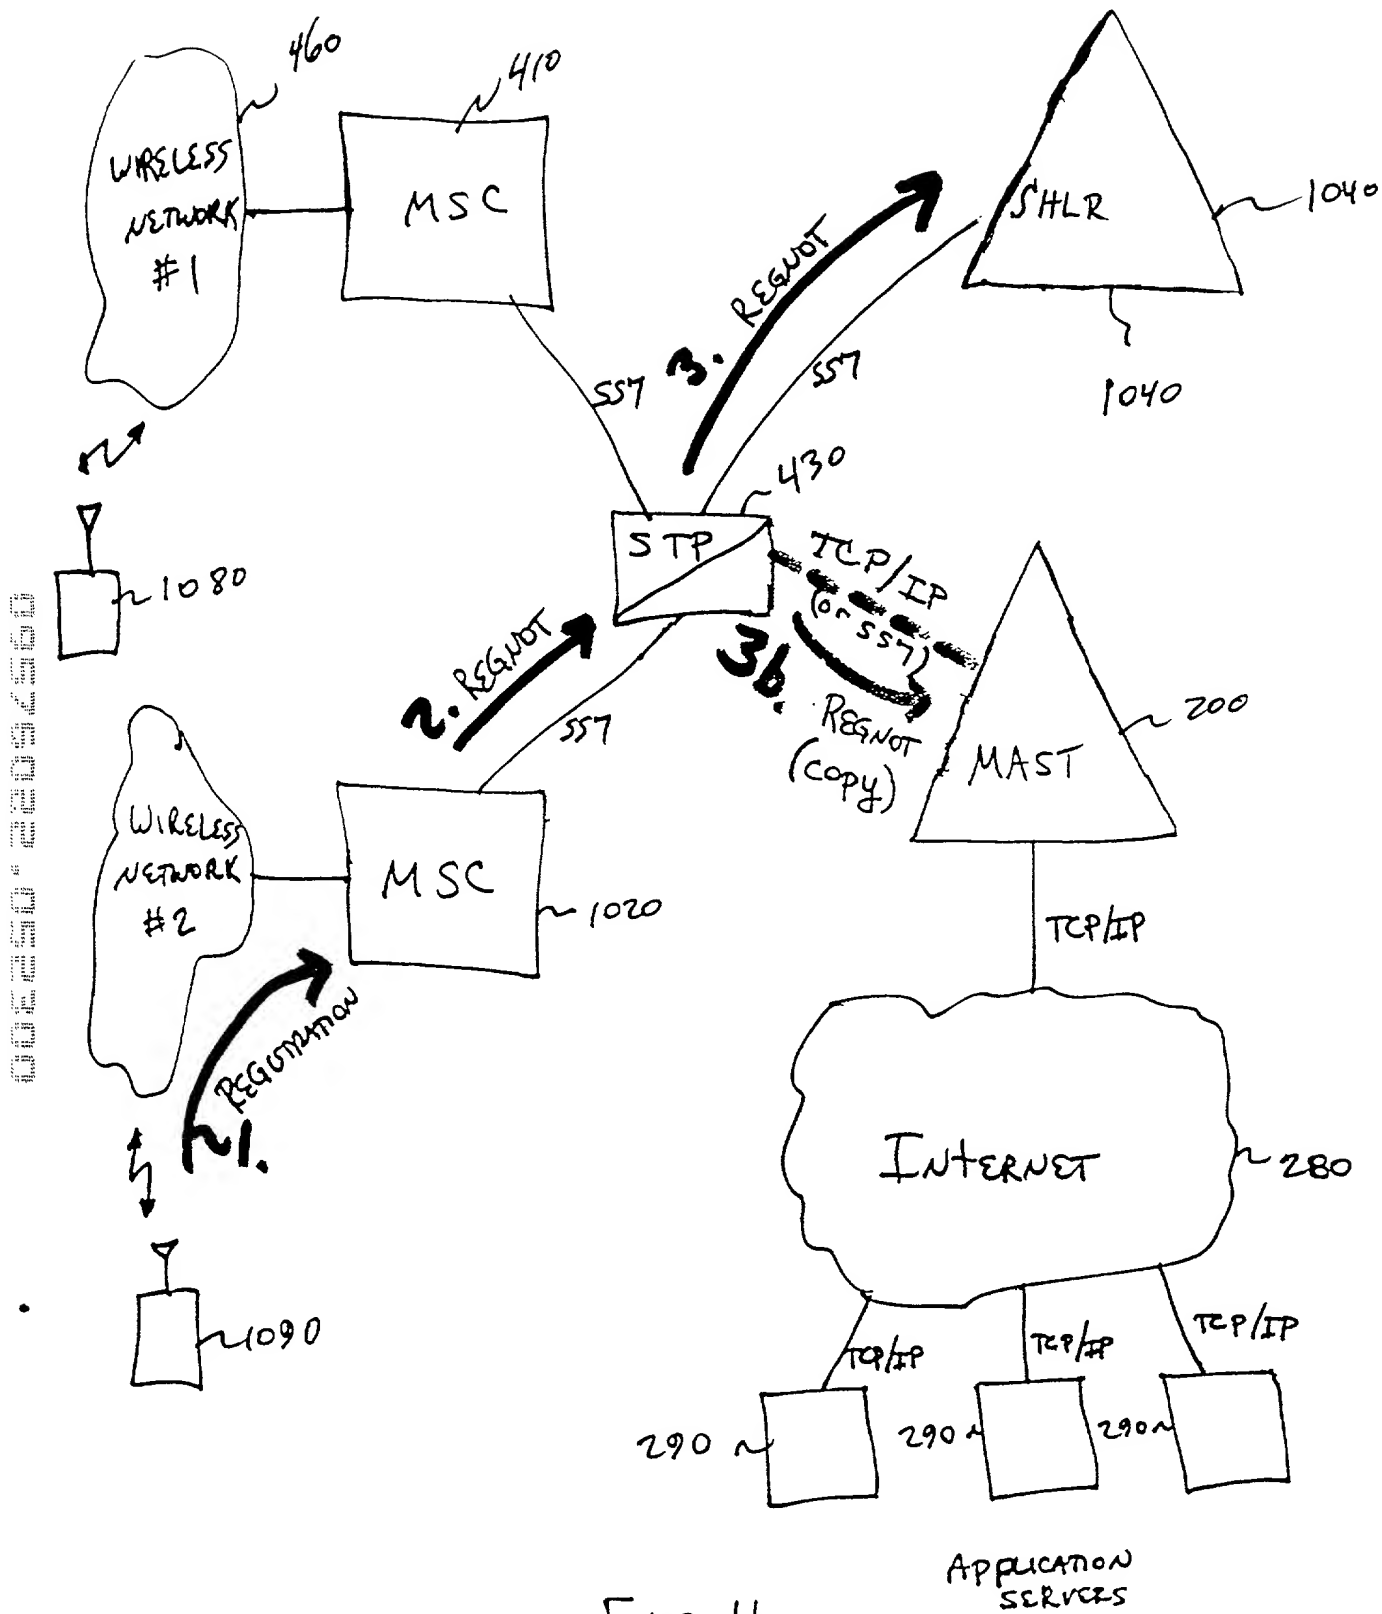 460
410
WIRELESS
NETWORK
#1
MSC
SHLR
1040
1040
3. REGNOT
SS7
SS7
430
STP
TCP/IP
(or SS7)
1080
2. REGNOT
3b. REGNOT
(copy)
SS7
200
MAST
WIRELESS
NETWORK
#2
MSC
1020
TCP/IP
REGISTRATION
~1.
INTERNET
280
1090
TCP/IP
TCP/IP
TCP/IP
290
290
290
APPLICATION
SERVERS
09575022.052300